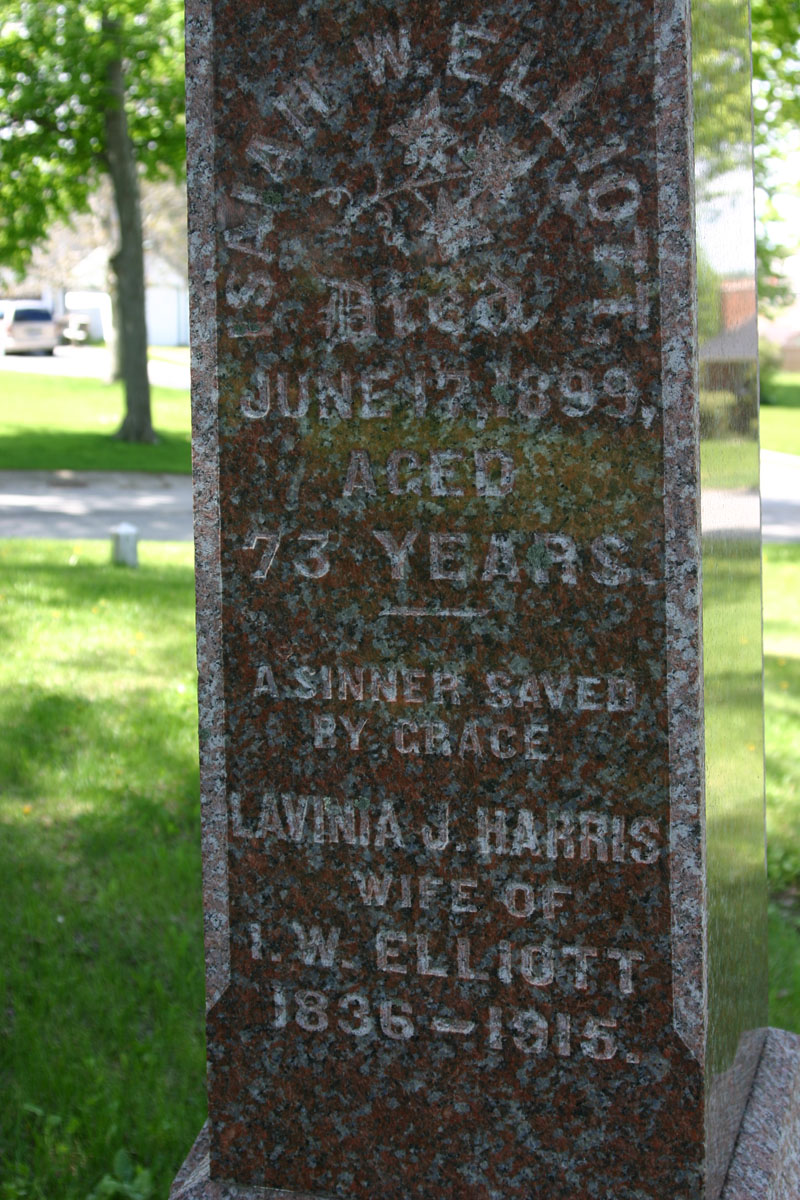 ISAIAH W. ELLIOTT
Died
JUNE 17, 1899,
AGED
73 YEARS.
A SINNER SAVED
BY GRACE.
LAVINIA J. HARRIS
WIFE OF
I. W. ELLIOTT
1836–1915.